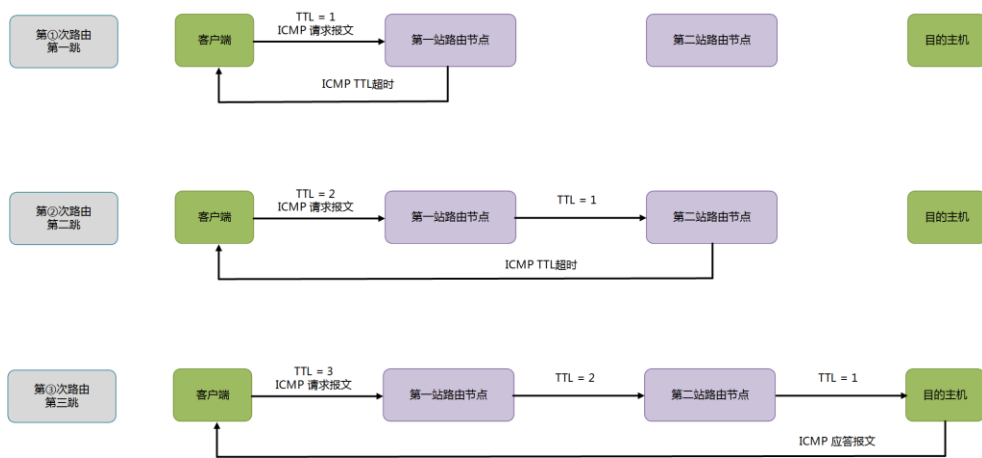 第①次路由
第一跳
客户端
TTL = 1
ICMP 请求报文
第一站路由节点
第二站路由节点
目的主机
ICMP TTL超时
第②次路由
第二跳
客户端
TTL = 2
ICMP 请求报文
第一站路由节点
TTL = 1
第二站路由节点
目的主机
ICMP TTL超时
第③次路由
第三跳
客户端
TTL = 3
ICMP 请求报文
第一站路由节点
TTL = 2
第二站路由节点
TTL = 1
目的主机
ICMP 应答报文